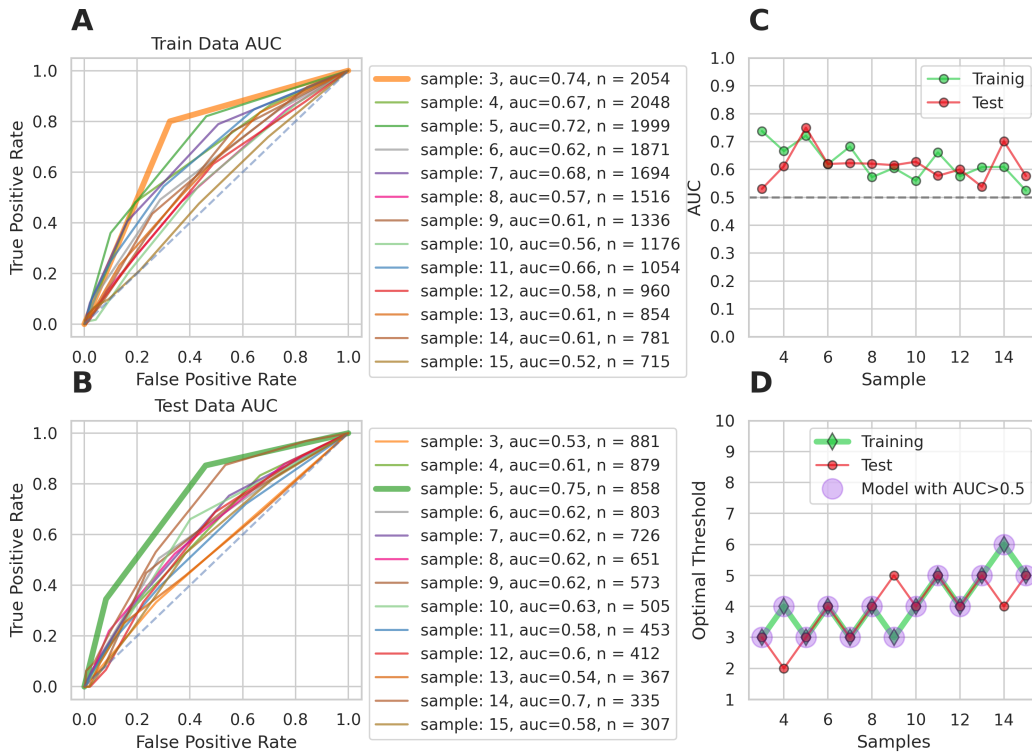 A
Train Data AUC
True Positive Rate
1.0
0.8
0.6
0.4
0.2
0.0
0.0 0.2 0.4 0.6 0.8 1.0
False Positive Rate
sample: 3, auc=0.74, n = 2054
sample: 4, auc=0.67, n = 2048
sample: 5, auc=0.72, n = 1999
sample: 6, auc=0.62, n = 1871
sample: 7, auc=0.68, n = 1694
sample: 8, auc=0.57, n = 1516
sample: 9, auc=0.61, n = 1336
sample: 10, auc=0.56, n = 1176
sample: 11, auc=0.66, n = 1054
sample: 12, auc=0.58, n = 960
sample: 13, auc=0.61, n = 854
sample: 14, auc=0.61, n = 781
sample: 15, auc=0.52, n = 715
C
AUC
1.0
0.9
0.8
0.7
0.6
0.5
0.4
0.3
0.2
0.1
0.0
4 6 8 10 12 14
Sample
Trainig
Test
B
Test Data AUC
True Positive Rate
1.0
0.8
0.6
0.4
0.2
0.0
0.0 0.2 0.4 0.6 0.8 1.0
False Positive Rate
sample: 3, auc=0.53, n = 881
sample: 4, auc=0.61, n = 879
sample: 5, auc=0.75, n = 858
sample: 6, auc=0.62, n = 803
sample: 7, auc=0.62, n = 726
sample: 8, auc=0.62, n = 651
sample: 9, auc=0.62, n = 573
sample: 10, auc=0.63, n = 505
sample: 11, auc=0.58, n = 453
sample: 12, auc=0.6, n = 412
sample: 13, auc=0.54, n = 367
sample: 14, auc=0.7, n = 335
sample: 15, auc=0.58, n = 307
D
Optimal Threshold
10
9
8
7
6
5
4
3
2
1
4 6 8 10 12 14
Samples
Training
Test
Model with AUC>0.5